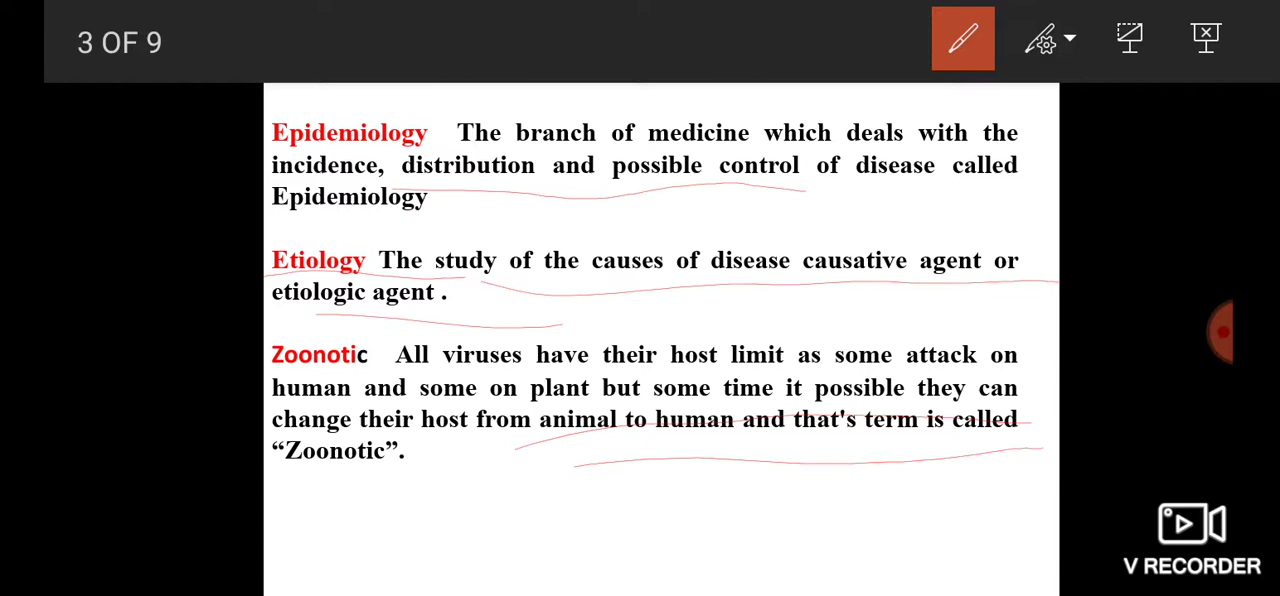 3 OF 9
Epidemiology The branch of medicine which deals with the
incidence, distribution and possible control of disease called
Epidemiology
Etiology The study of the causes of disease causative agent or
etiologic agent .
Zoonotic All viruses have their host limit as some attack on
human and some on plant but some time it possible they can
change their host from animal to human and that's term is called
“Zoonotic”.
V RECORDER